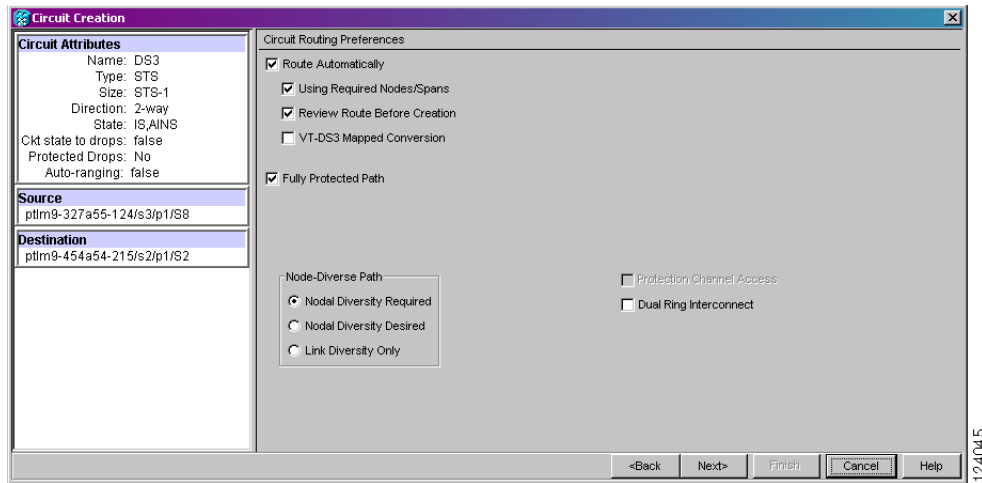 Circuit Creation
Circuit Attributes
Name: DS3
Type: STS
Size: STS-1
Direction: 2-way
State: IS,AINS
Ckt state to drops: false
Protected Drops: No
Auto-ranging: false
Source
ptlm9-327a55-124/s3/p1/S8
Destination
ptlm9-454a54-215/s2/p1/S2
Circuit Routing Preferences
Route Automatically
Using Required Nodes/Spans
Review Route Before Creation
VT-DS3 Mapped Conversion
Fully Protected Path
Node-Diverse Path
Nodal Diversity Required
Nodal Diversity Desired
Link Diversity Only
Protection Channel Access
Dual Ring Interconnect
<Back
Next>
Finish
Cancel
Help
124045